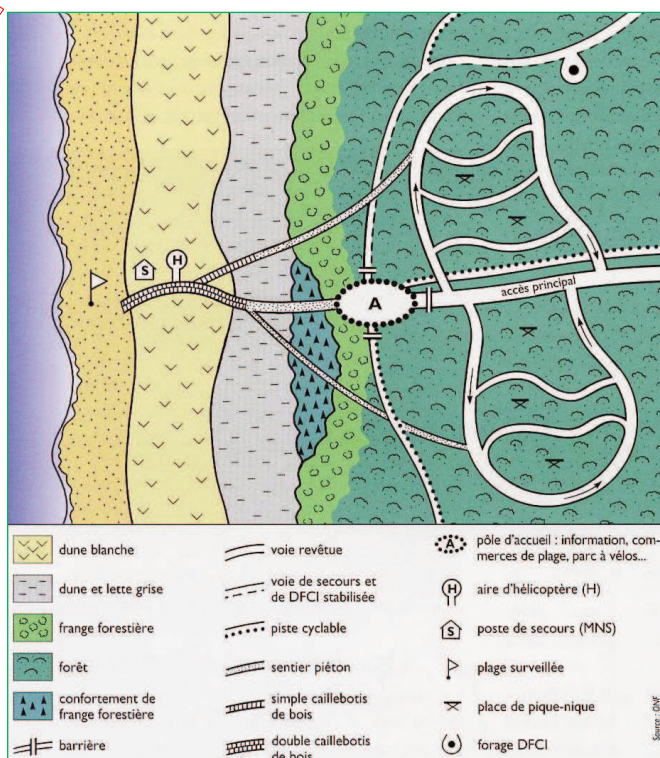 S
H
A
accès principal
dune blanche
dune et lette grise
frange forestière
forêt
confortement de
frange forestière
barrière
voie revêtue
voie de secours et
de DFCI stabilisée
piste cyclable
sentier piéton
simple caillebotis
de bois
double caillebotis
de bois
A
pôle d'accueil : information, com-
merces de plage, parc à vélos...
H
aire d'hélicoptère (H)
S
poste de secours (MNS)
plage surveillée
place de pique-nique
forage DFCI
Source : ONF